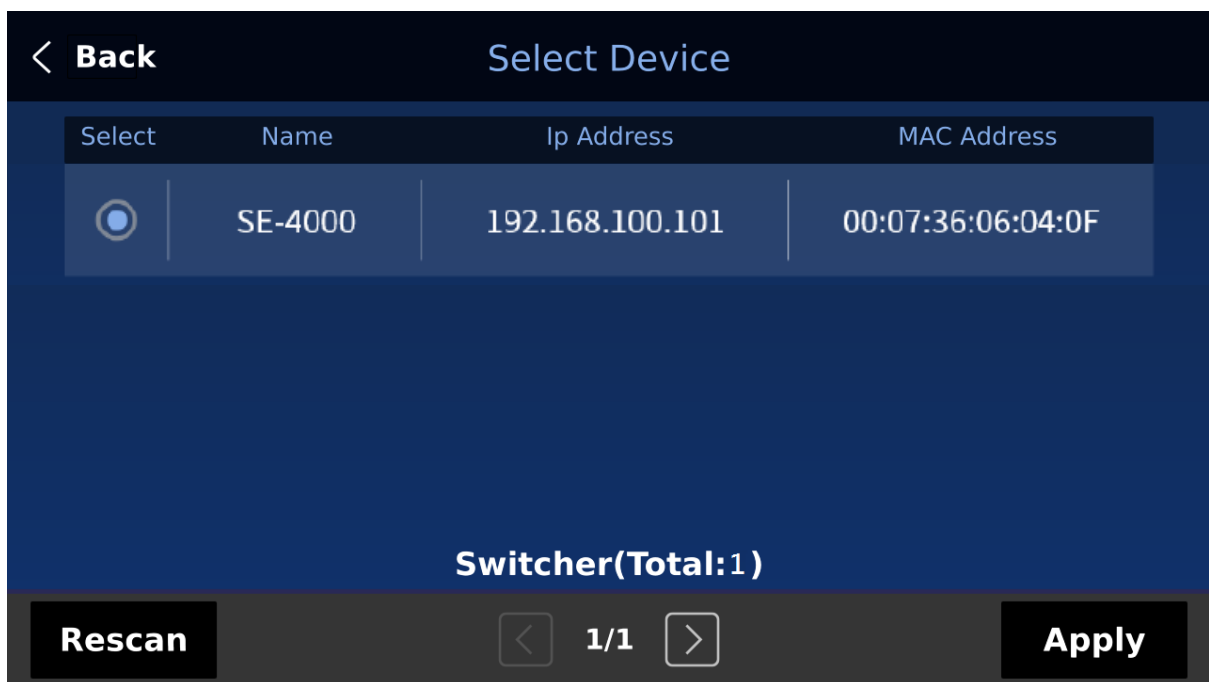 Back Select Device
Select Name Ip Address MAC Address
SE-4000 192.168.100.101 00:07:36:06:04:0F
Switcher(Total:1)
Rescan 1/1 Apply